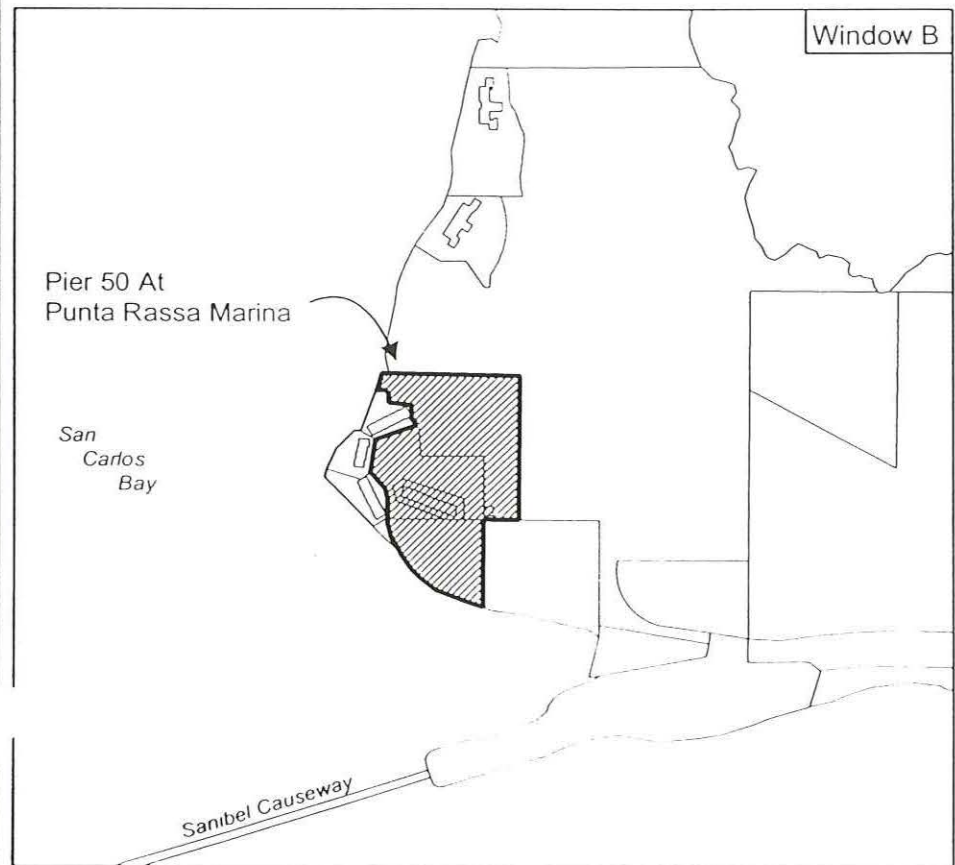 Window B
Pier 50 At
Punta Rassa Marina
San
Carlos
Bay
Sanibel Causeway